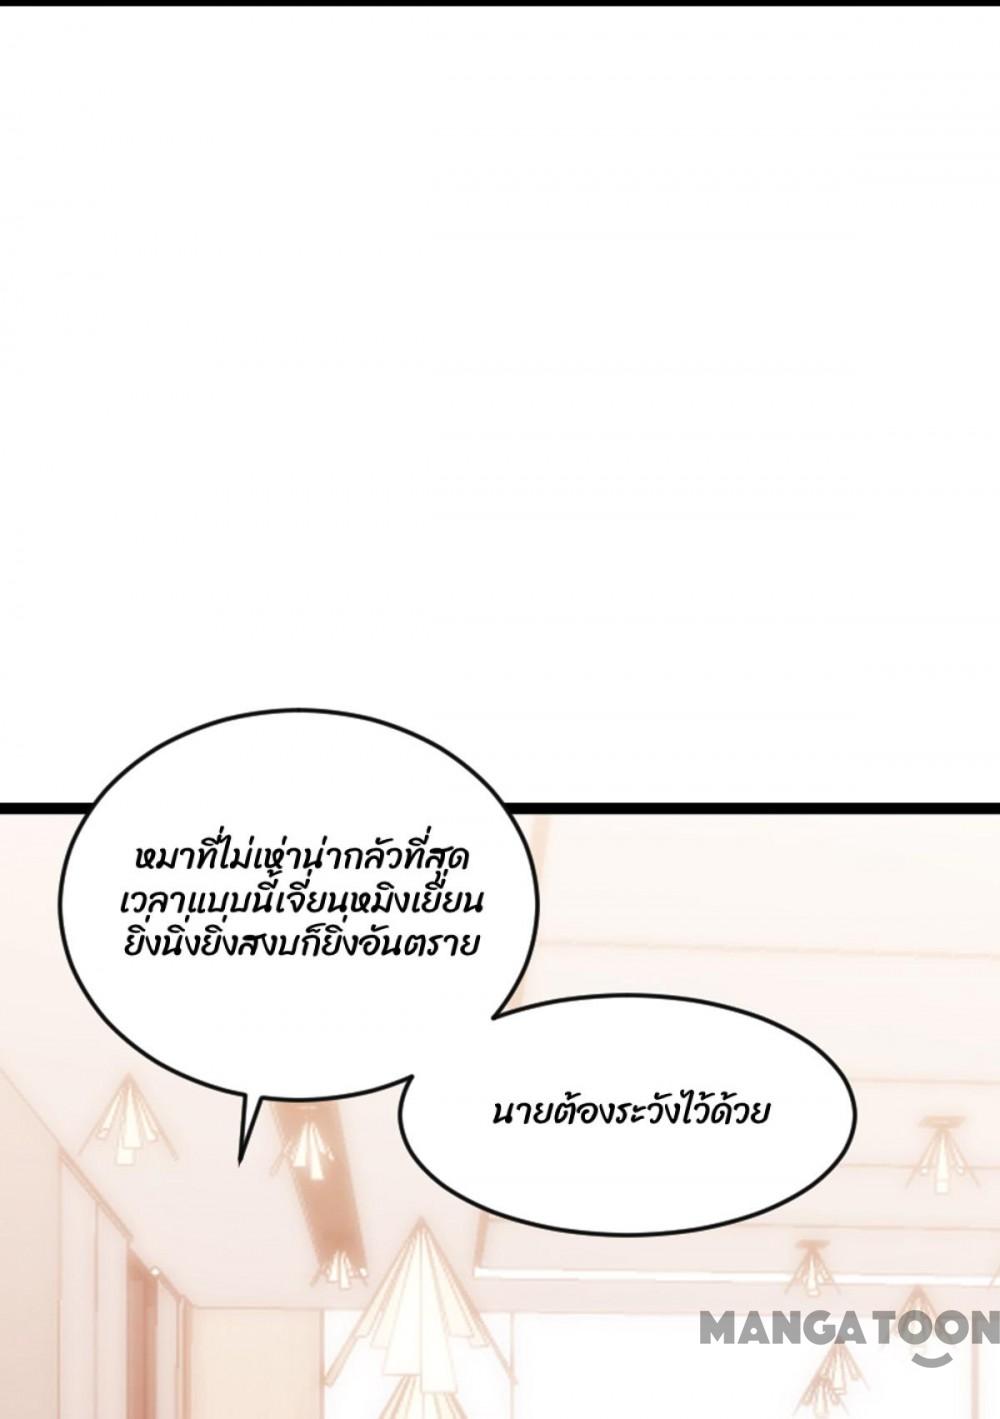 หมาที่ไม่เห่าน่ากลัวที่สุด
เวลาแบบนี้เจี่ยนหมิงเยี่ยน
ยิ่งนิ่งยิ่งสงบก็ยิ่งอันตราย
นายต้องระวังไว้ด้วย
MANGATOON